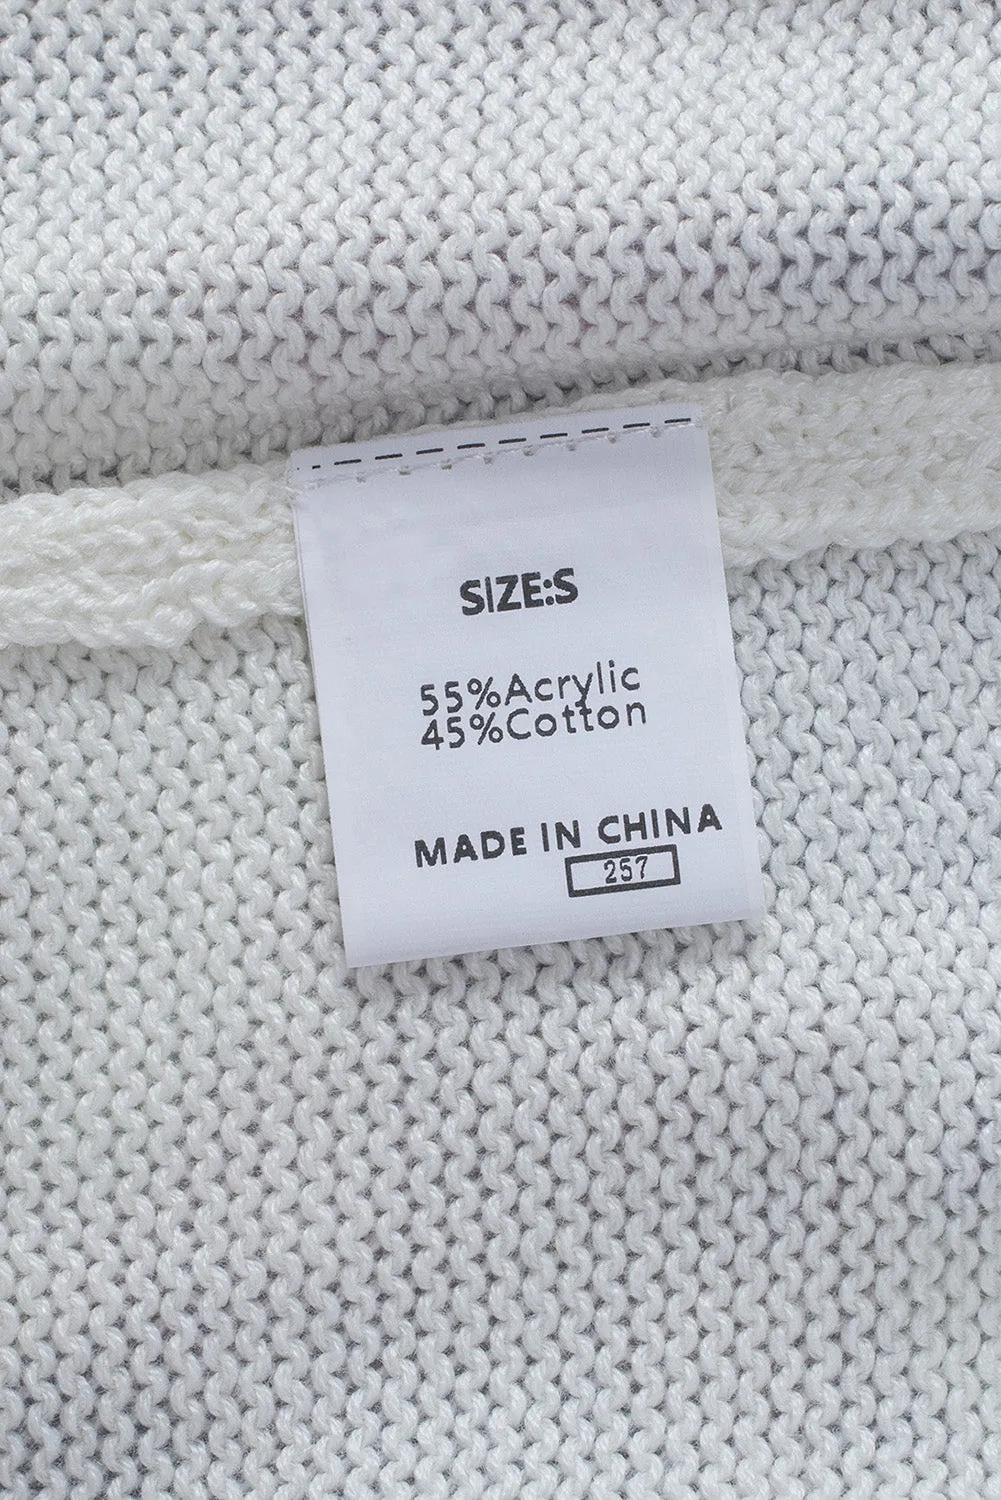 SIZE:S
55%Acrylic
45%Cotton
MADE IN CHINA
257